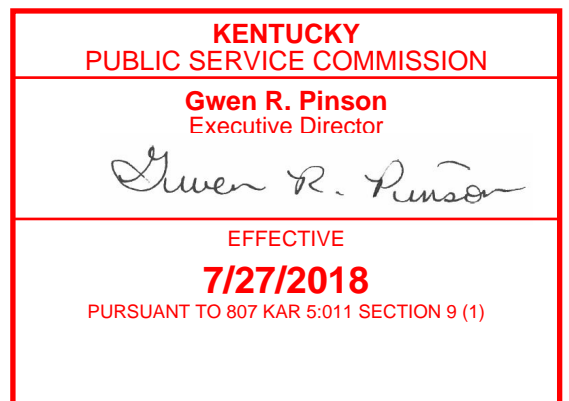 KENTUCKY
PUBLIC SERVICE COMMISSION
Gwen R. Pinson
Executive Director
Gwen R. Pinson
EFFECTIVE
7/27/2018
PURSUANT TO 807 KAR 5:011 SECTION 9 (1)